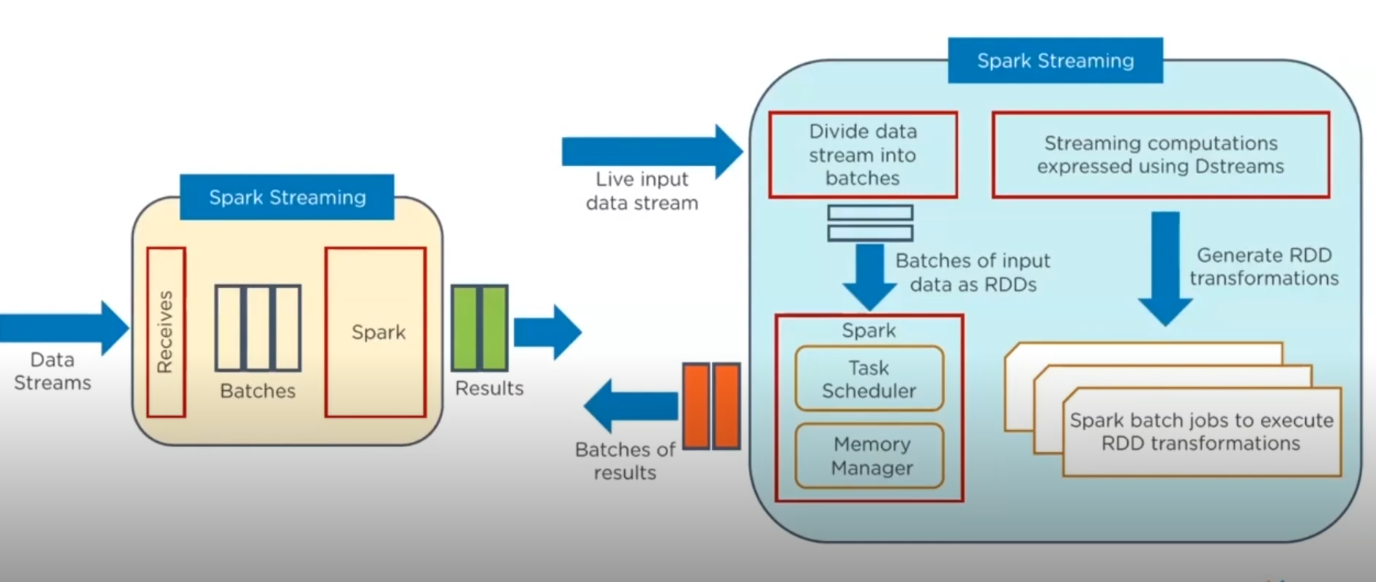 Spark Streaming
Receives
Batches
Spark
Data
Streams
Results
Live input
data stream
Batches of
results
Spark Streaming
Divide data
stream into
batches
Batches of input
data as RDDs
Spark
Task
Scheduler
Memory
Manager
Streaming computations
expressed using Dstreams
Generate RDD
transformations
Spark batch jobs to execute
RDD transformations